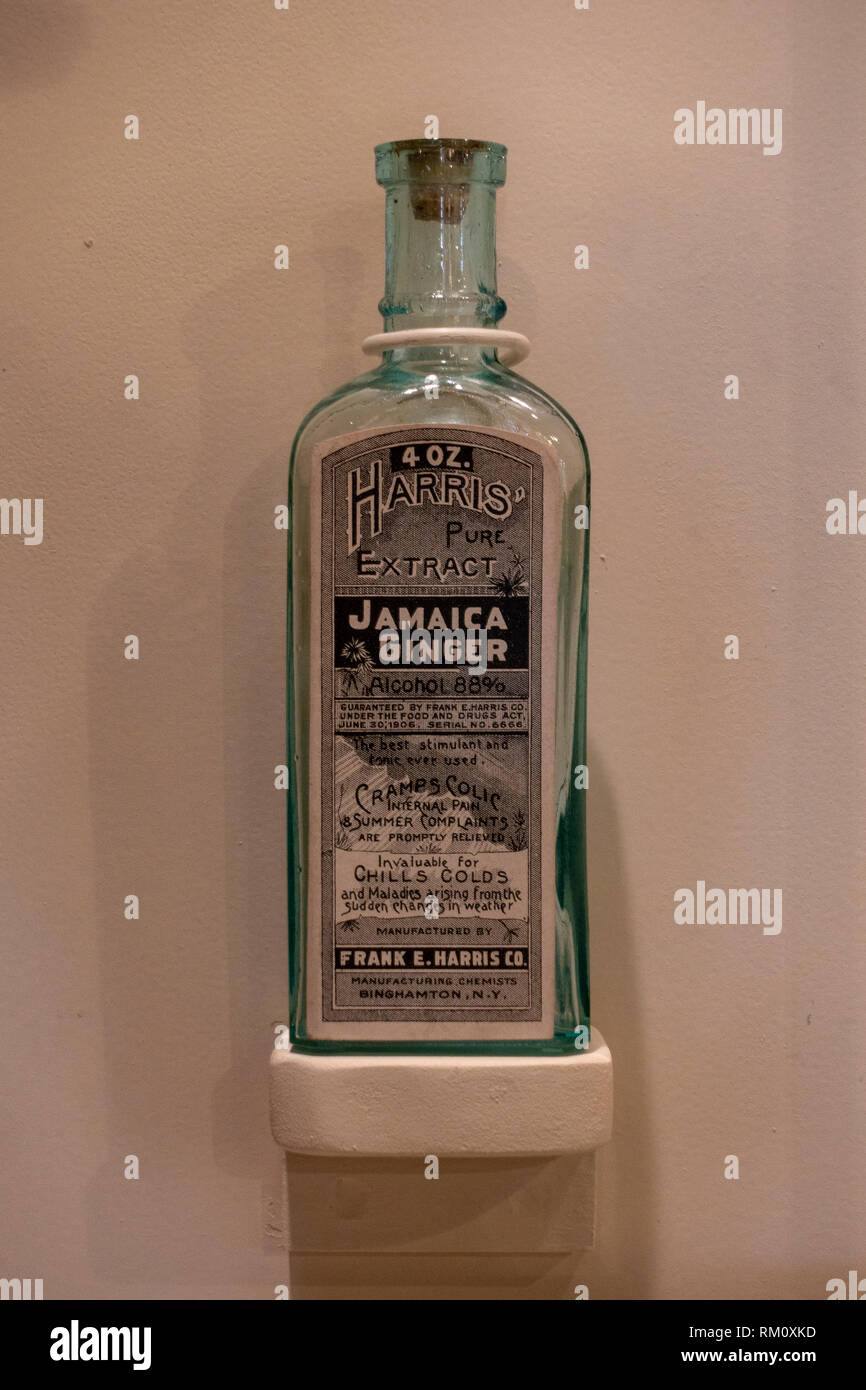 4 OZ.
HARRIS'
PURE
EXTRACT
JAMAICA
GINGER
Alcohol 88%
GUARANTEED BY FRANK E. HARRIS CO.
UNDER THE FOOD AND DRUGS ACT,
JUNE 30, 1906. SERIAL NO. 6666.
The best stimulant and
tonic ever used.
CRAMPS COLIC
INTERNAL PAIN
& SUMMER COMPLAINTS
ARE PROMPTLY RELIEVED
Invaluable for
CHILLS COLDS
and Maladies arising from the
sudden changes in weather
MANUFACTURED BY
FRANK E. HARRIS CO.
MANUFACTURING CHEMISTS
BINGHAMTON, N.Y.
alamy
alamy
a alamy stock photo
RM0XKD
www.alamy.com